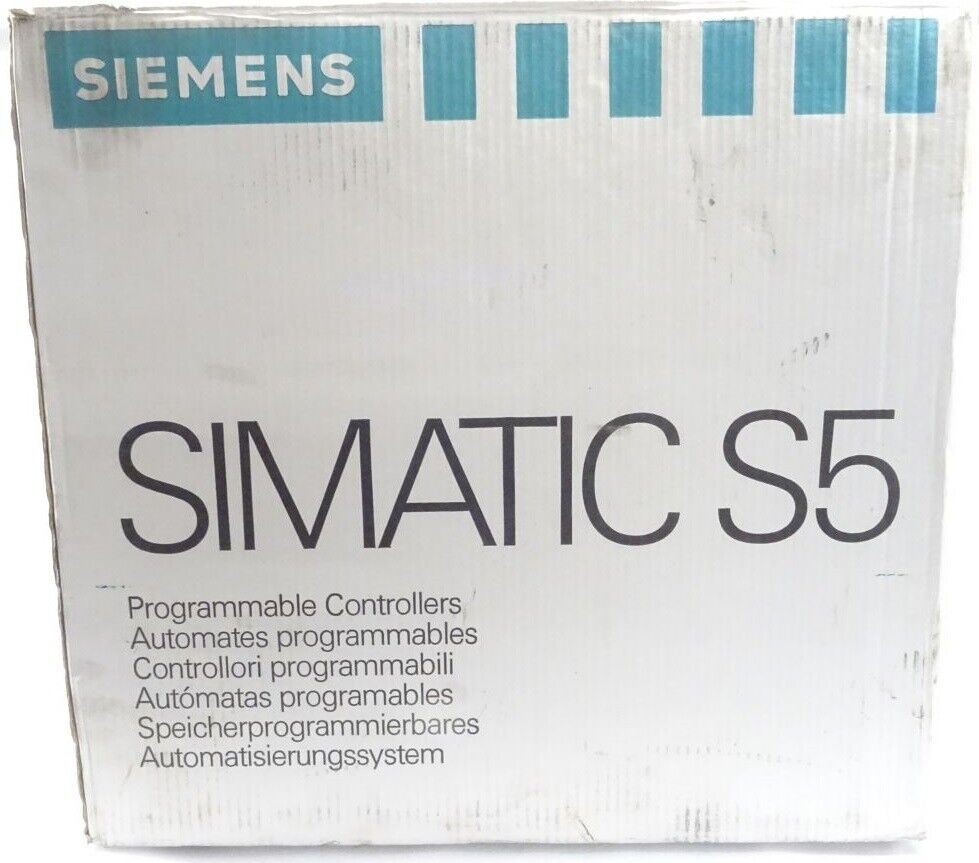 SIEMENS
SIMATIC S5
Programmable Controllers
Automates programmables
Controllori programmabili
Autómatas programables
Speicherprogrammierbares
Automatisierungssystem